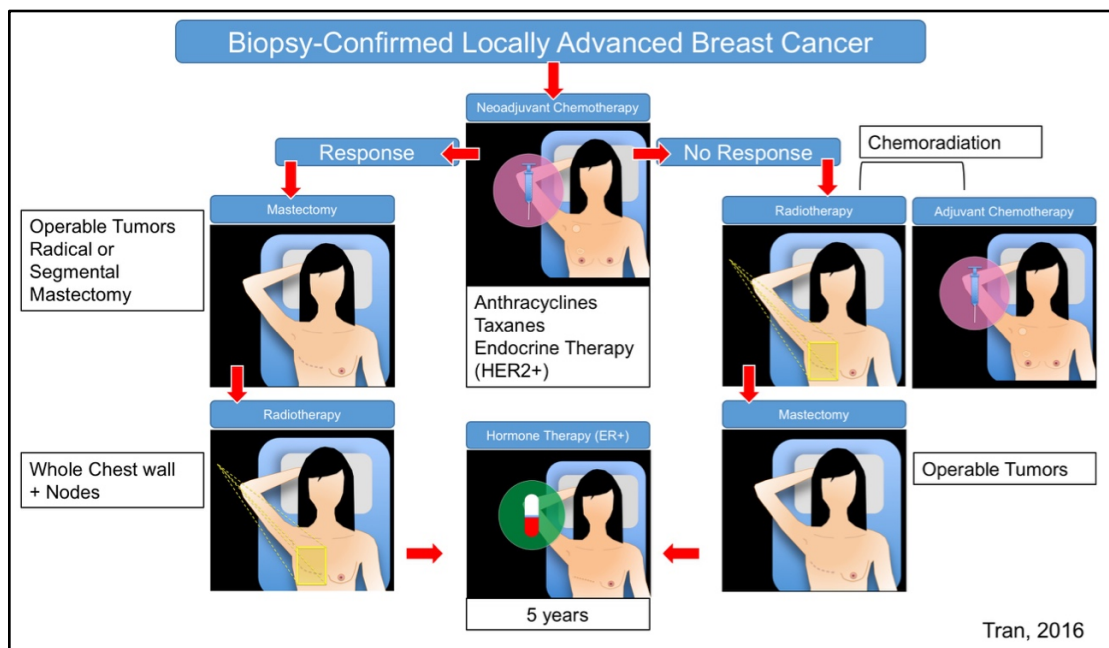 Biopsy-Confirmed Locally Advanced Breast Cancer
Neoadjuvant Chemotherapy
Response
No Response
Chemoradiation
Mastectomy
Radiotherapy
Adjuvant Chemotherapy
Operable Tumors
Radical or
Segmental
Mastectomy
Anthracyclines
Taxanes
Endocrine Therapy
(HER2+)
Radiotherapy
Hormone Therapy (ER+)
Mastectomy
Whole Chest wall
+ Nodes
Operable Tumors
5 years
Tran, 2016